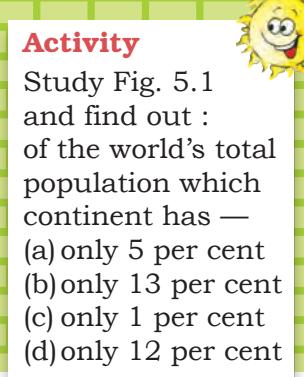 Activity
Study Fig. 5.1
and find out :
of the world's total
population which
continent has —
(a) only 5 per cent
(b) only 13 per cent
(c) only 1 per cent
(d) only 12 per cent